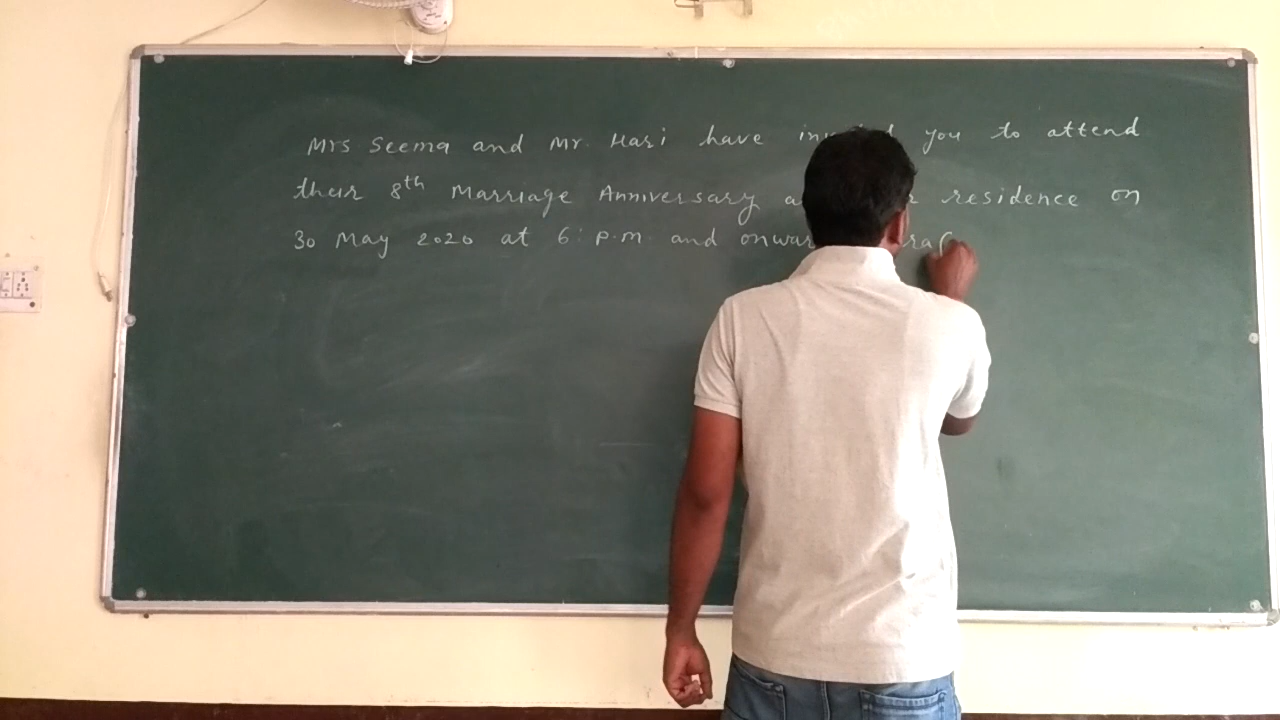 Mrs Seema and Mr. Hari have you to attend
their 8th Marriage Anniversary residence on
30 May 2020 at 6: p.m. and